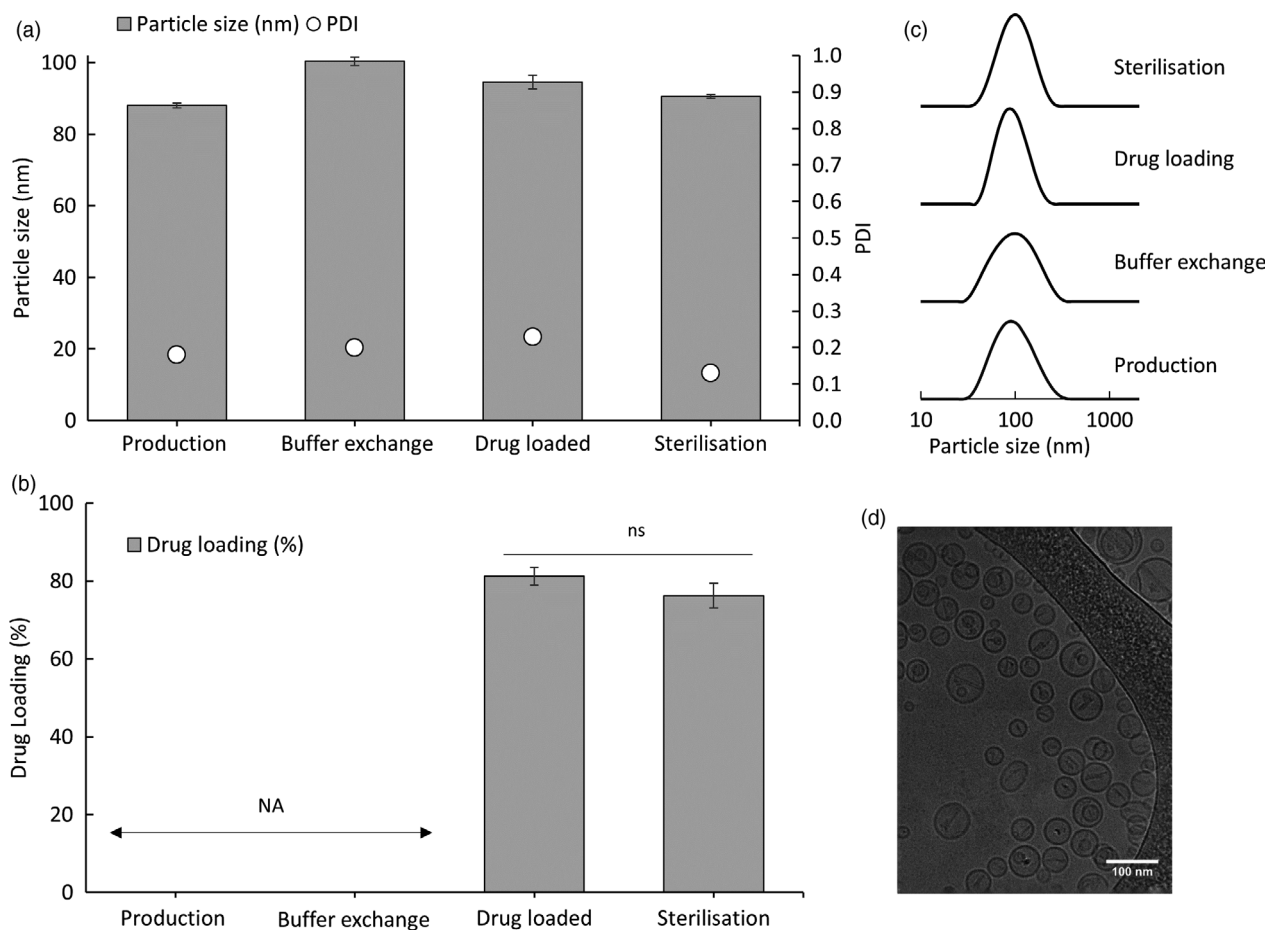 (a)
Particle size (nm) PDI
Particle size (nm)
100
80
60
40
20
0
1.0
0.9
0.8
0.7
0.6
0.5
0.4
0.3
0.2
0.1
0.0
PDI
Production Buffer exchange Drug loaded Sterilisation
(b)
Drug loading (%)
Drug Loading (%)
100
80
60
40
20
0
NA
ns
Production Buffer exchange Drug loaded Sterilisation
(c)
Sterilisation
Drug loading
Buffer exchange
Production
10 100 1000
Particle size (nm)
(d)
100 nm